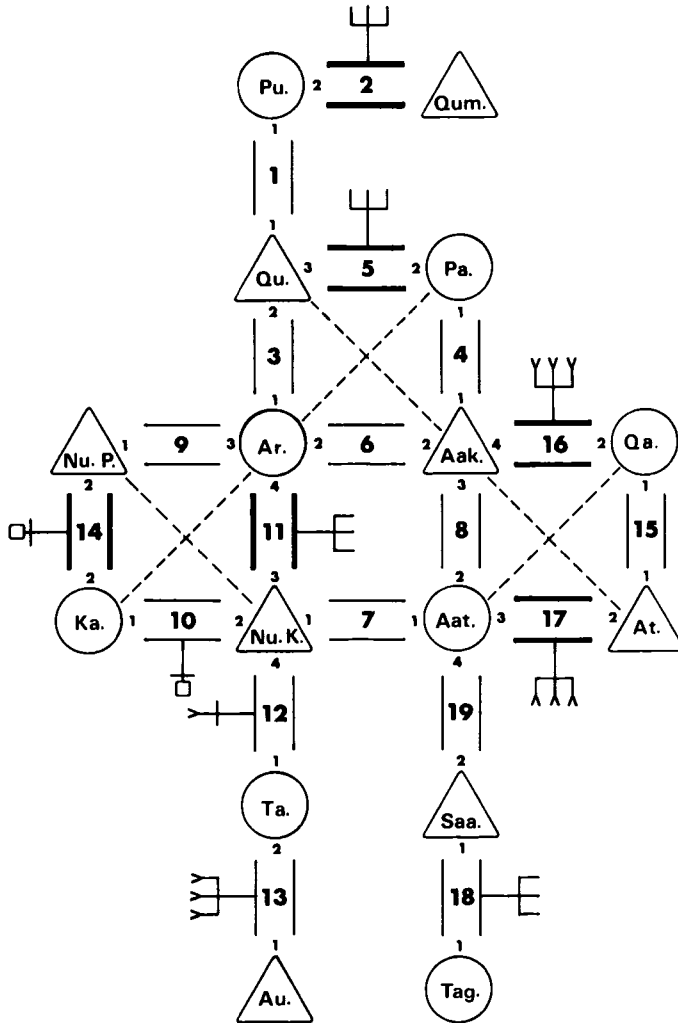 Pu. 2 2 Qum.
1
1
1
Qu. 3 5 2 Pa.
2 1
3 4
1 1
Nu. P. 1 9 3 Ar. 2 6 2 Aak. 4 16 2 Qa.
2 4 3 1
14 11 8 15
2 3 2 1
Ka. 1 10 2 Nu. K. 1 7 1 Aat. 3 17 2 At.
4 4
12 19
1 2
Ta. Saa.
2 1
13 18
1 1
Au. Tag.